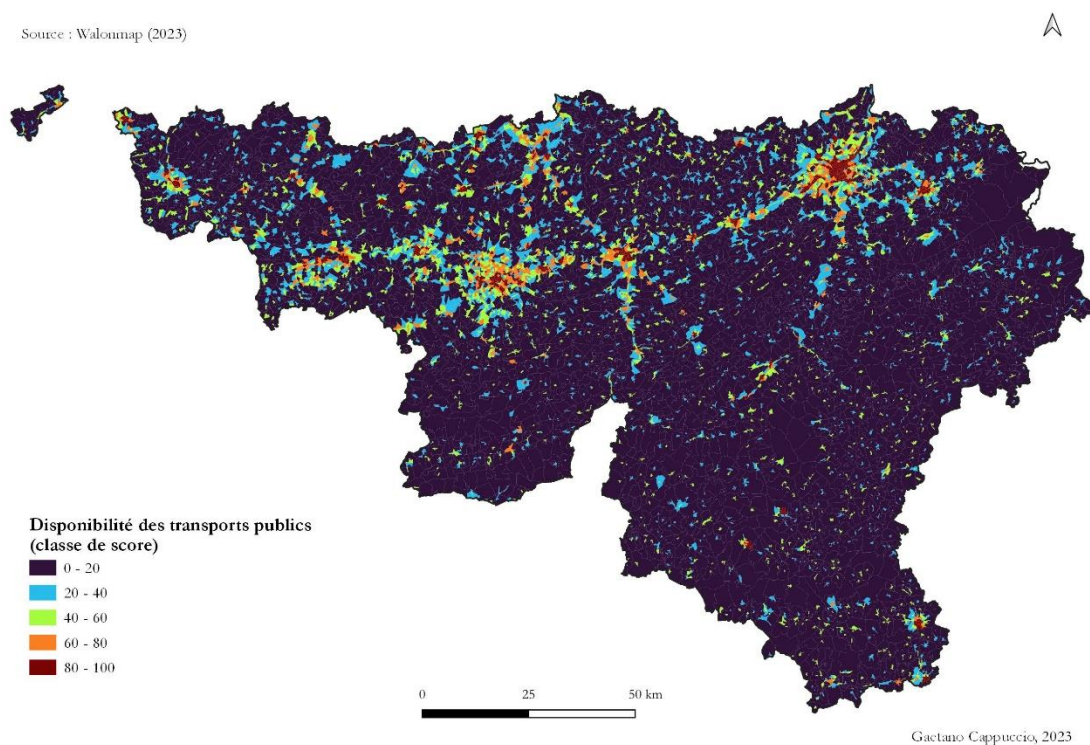 Source : Walonmap (2023)
Disponibilité des transports publics
(classe de score)
0 - 20
20 - 40
40 - 60
60 - 80
80 - 100
0 25 50 km
Gaetano Cappuccio, 2023